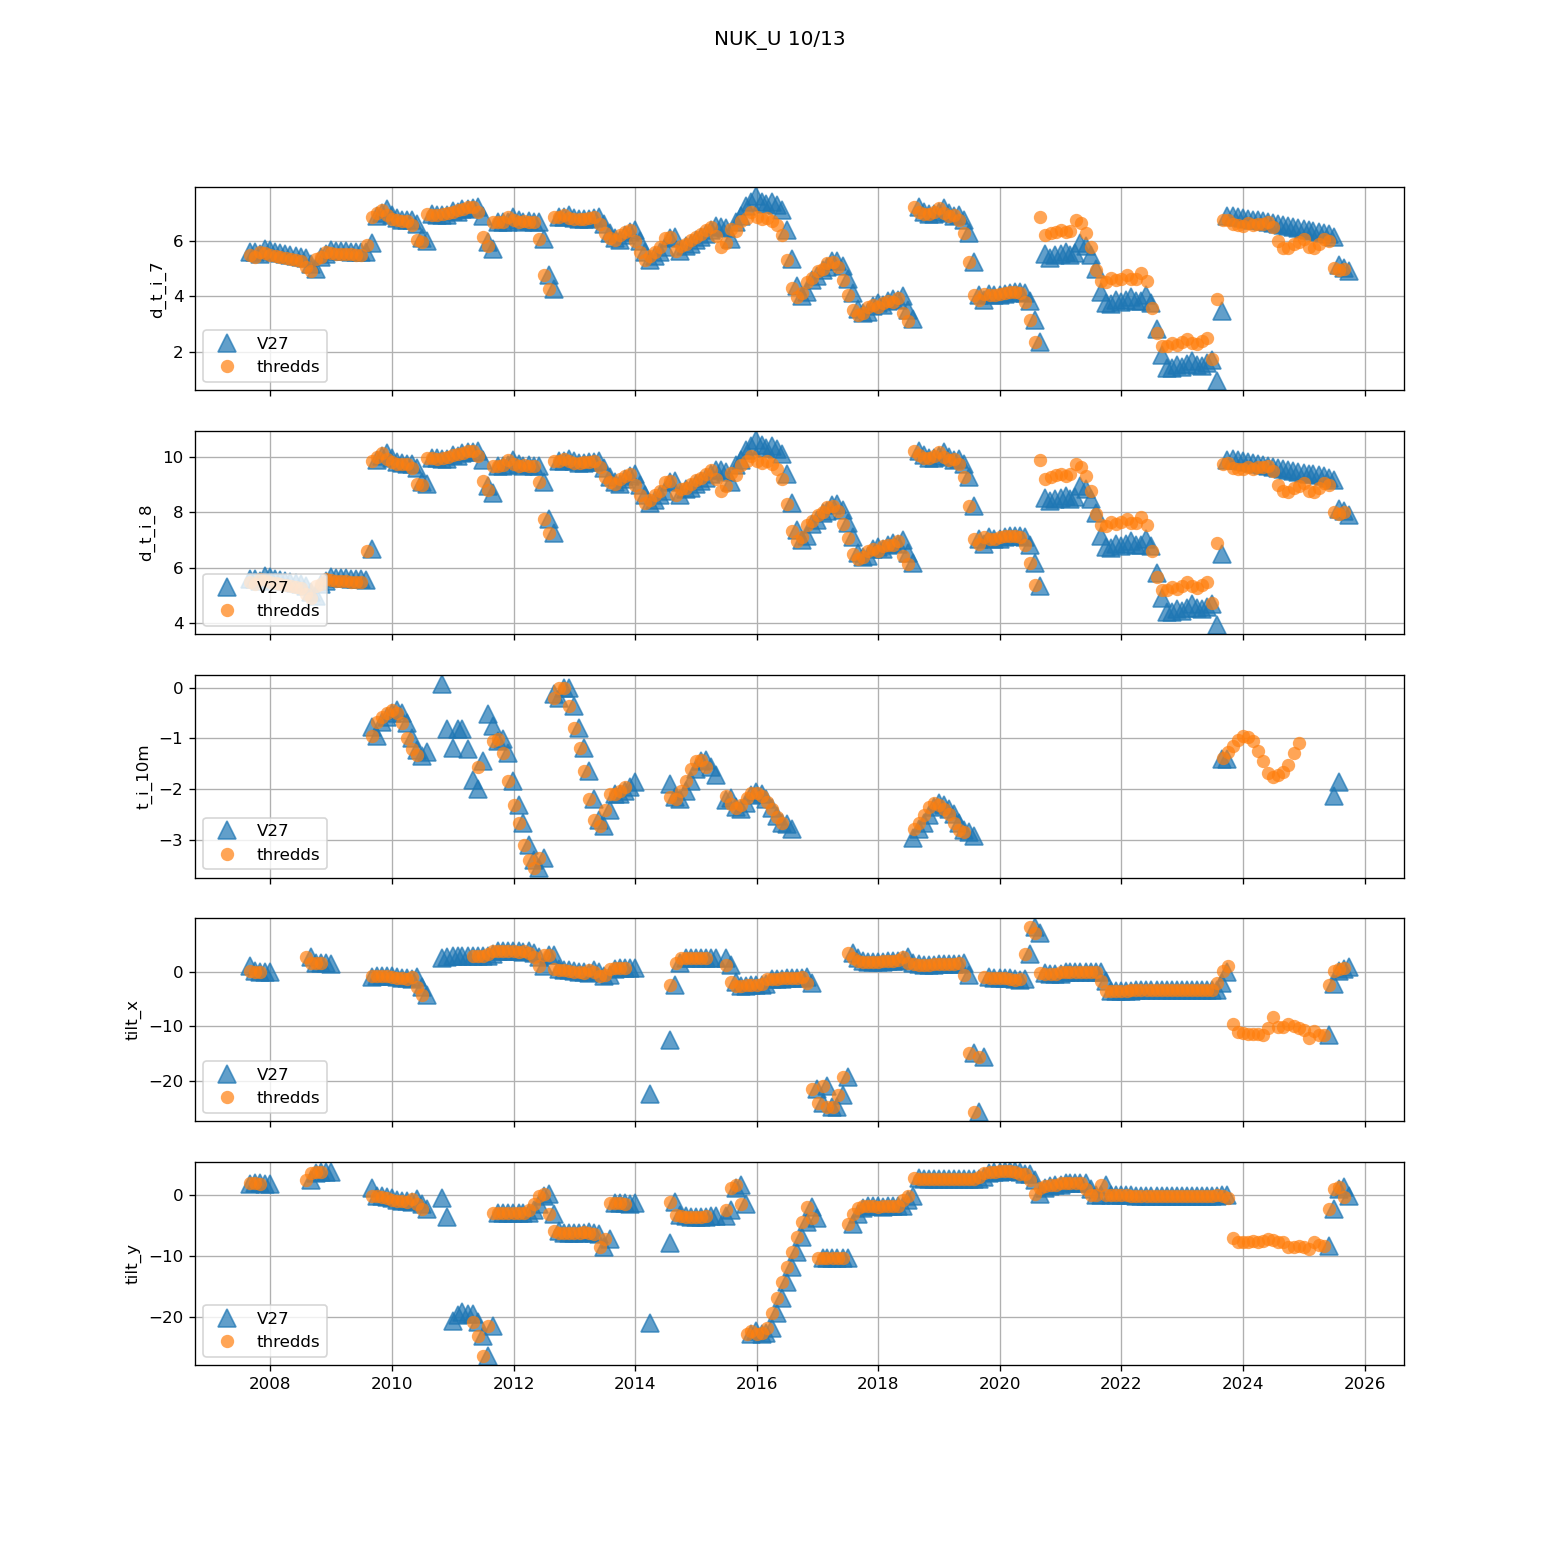 NUK_U 10/13
d_t_i_7
6
4
2
V27
thredds
d_t_i_8
10
8
6
4
V27
thredds
t_i_10m
0
−1
−2
−3
V27
thredds
tilt_x
0
−10
−20
V27
thredds
tilt_y
0
−10
−20
V27
thredds
2008 2010 2012 2014 2016 2018 2020 2022 2024 2026